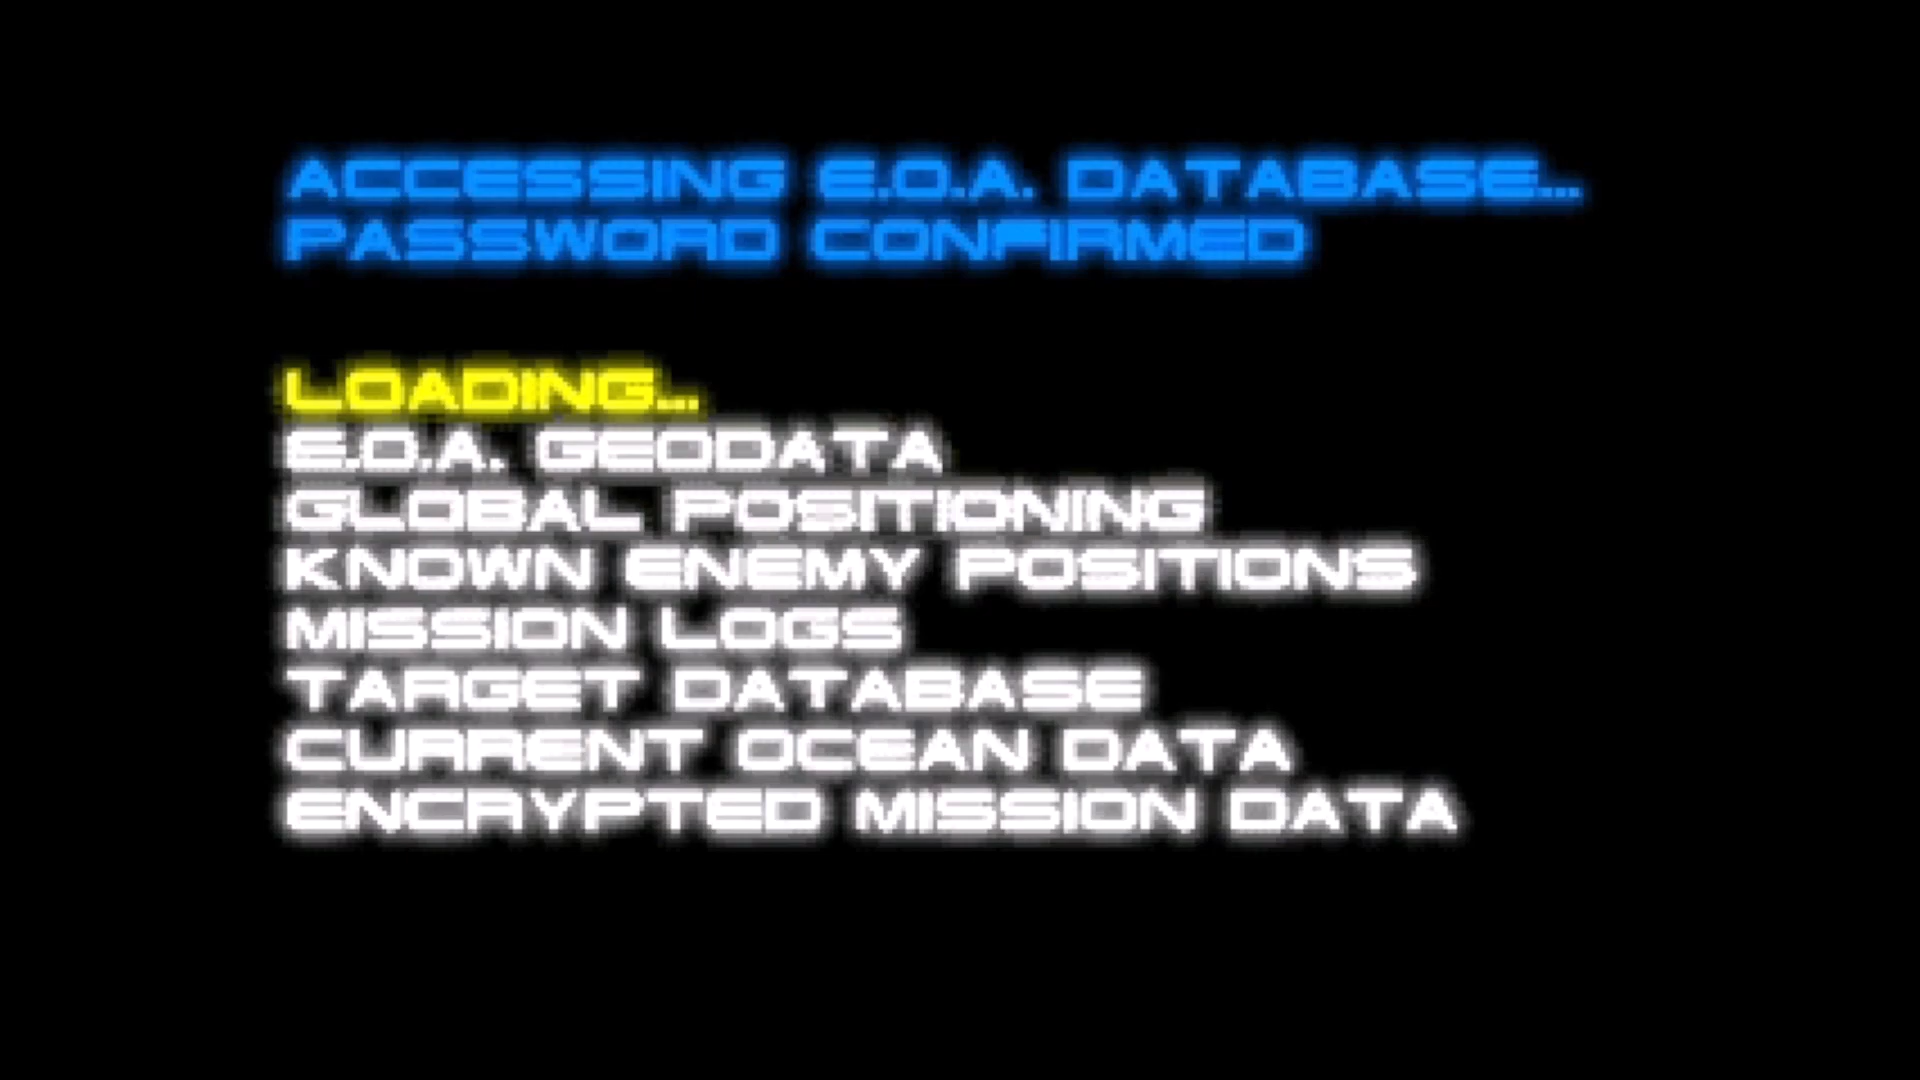 ACCESSING E.O.A. DATABASE...
PASSWORD CONFIRMED
LOADING...
E.O.A. GEODATA
GLOBAL POSITIONING
KNOWN ENEMY POSITIONS
MISSION LOGS
TARGET DATABASE
CURRENT OCEAN DATA
ENCRYPTED MISSION DATA